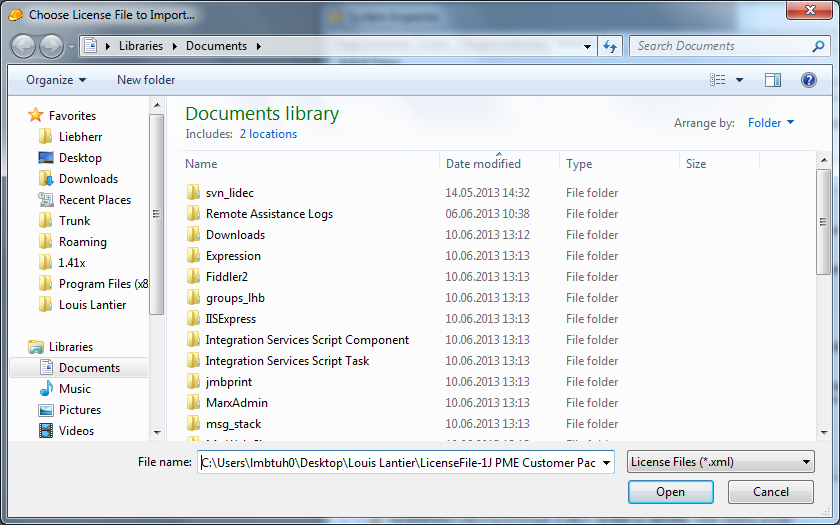 Choose License File to Import...
System Inspector
Libraries Documents
Search Documents
Organize New folder
Documents library
Includes: 2 locations
Arrange by: Folder
Name Date modified Type Size
Favorites
Liebherr
Desktop
Downloads
Recent Places
Trunk
Roaming
1.41x
Program Files (x8
Louis Lantier
Libraries
Documents
Music
Pictures
Videos
svn_lidec 14.05.2013 14:32 File folder
Remote Assistance Logs 06.06.2013 10:38 File folder
Downloads 10.06.2013 13:12 File folder
Expression 10.06.2013 13:13 File folder
Fiddler2 10.06.2013 13:13 File folder
groups_lhb 10.06.2013 13:13 File folder
IISExpress 10.06.2013 13:13 File folder
Integration Services Script Component 10.06.2013 13:13 File folder
Integration Services Script Task 10.06.2013 13:13 File folder
jmbprint 10.06.2013 13:13 File folder
MarxAdmin 10.06.2013 13:13 File folder
msg_stack 10.06.2013 13:13 File folder
File name: C:\Users\lmbtuh0\Desktop\Louis Lantier\LicenseFile-1J PME Customer Pac
License Files (*.xml)
Open Cancel